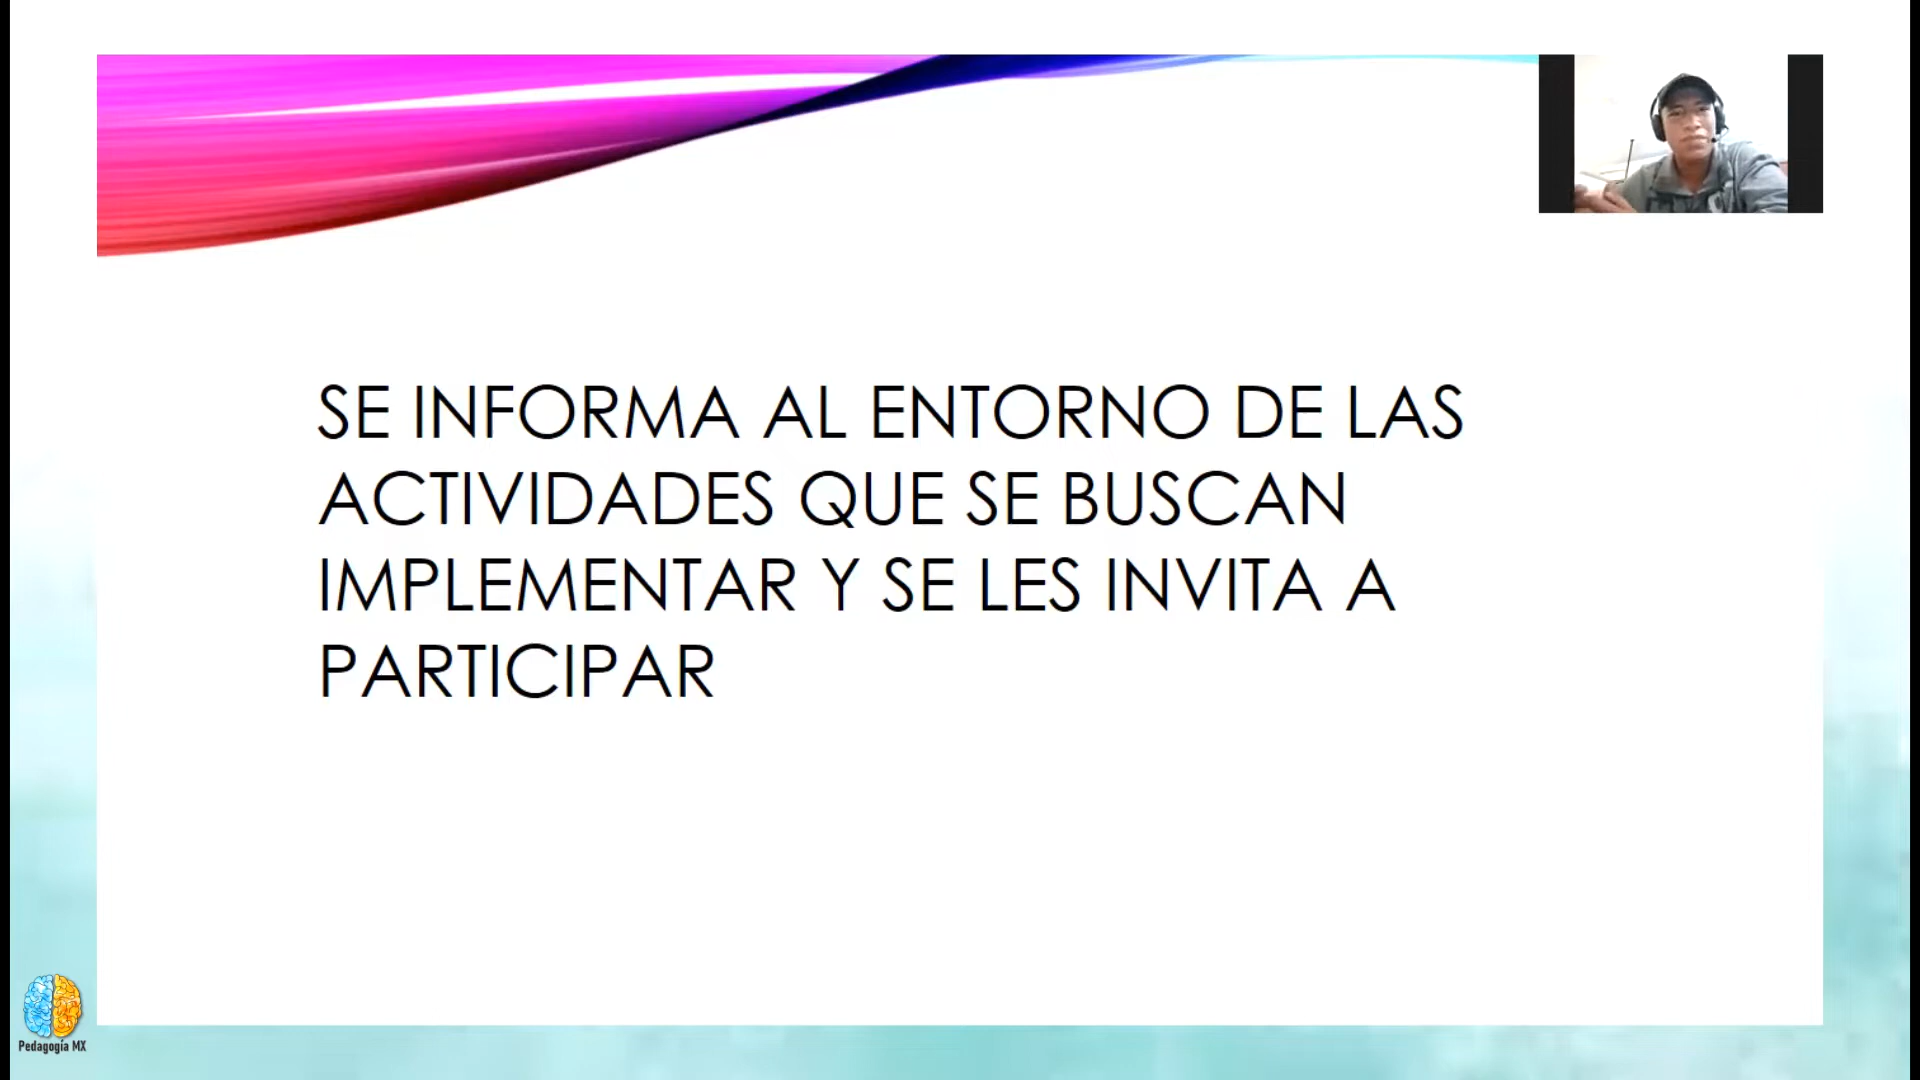 SE INFORMA AL ENTORNO DE LAS
ACTIVIDADES QUE SE BUSCAN
IMPLEMENTAR Y SE LES INVITA A
PARTICIPAR
Pedagogía MX